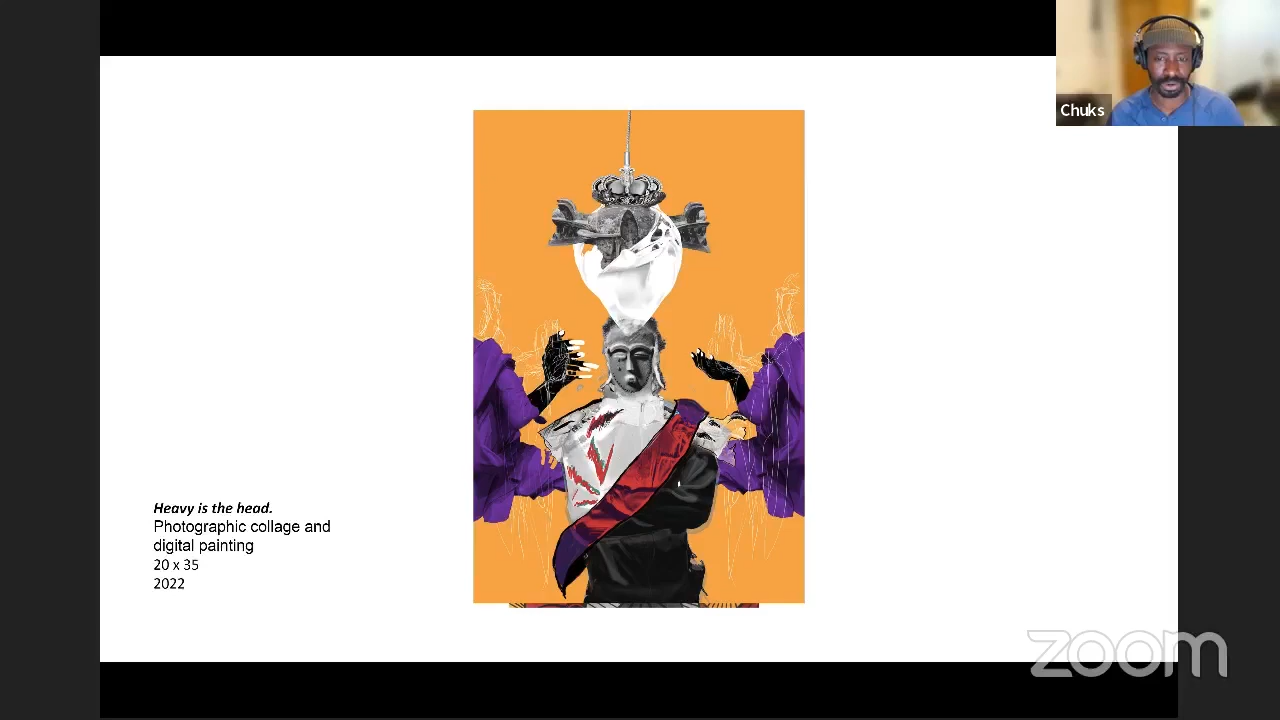 Chuks
Heavy is the head.
Photographic collage and
digital painting
20 x 35
2022
zoom